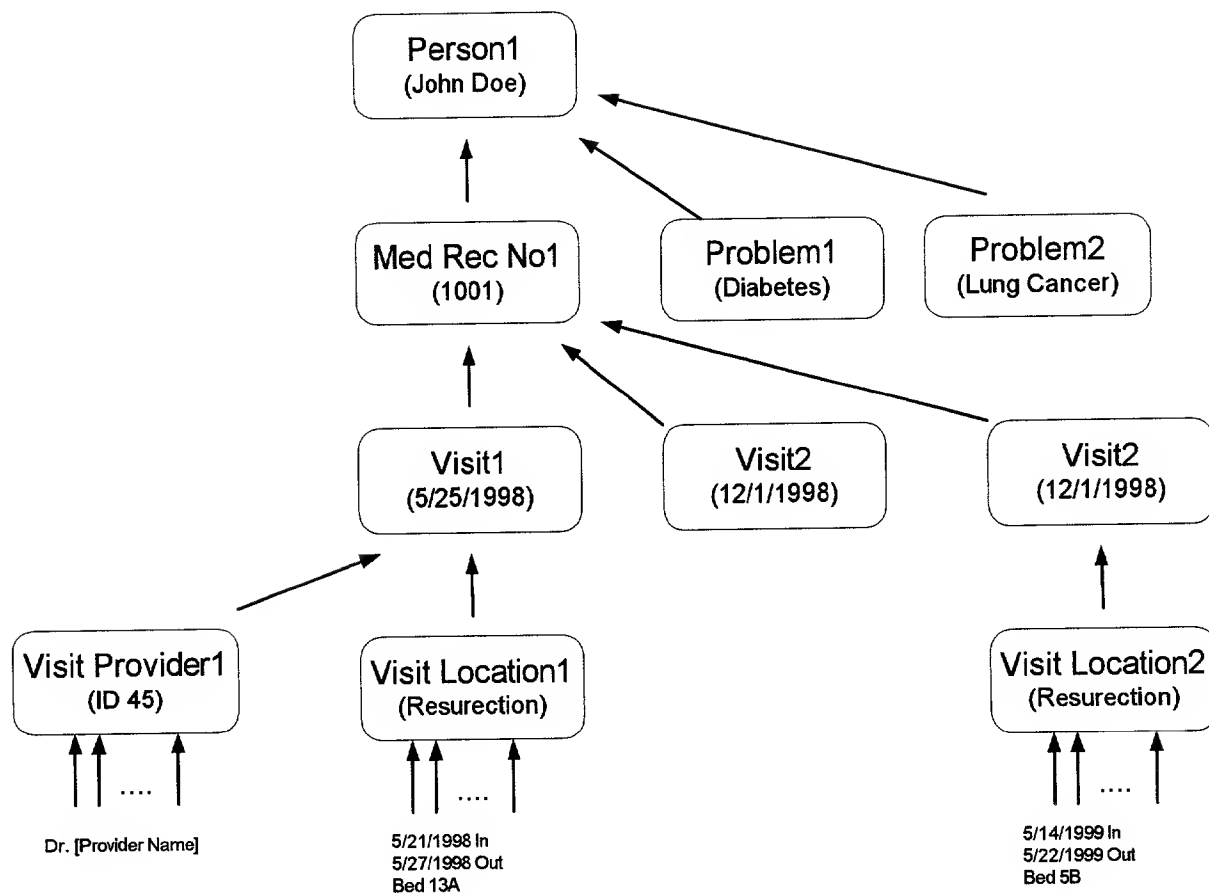 Person1
(John Doe)
Med Rec No1
(1001)
Problem1
(Diabetes)
Problem2
(Lung Cancer)
Visit1
(5/25/1998)
Visit2
(12/1/1998)
Visit2
(12/1/1998)
Visit Provider1
(ID 45)
Visit Location1
(Resurection)
Visit Location2
(Resurection)
....
....
....
Dr. [Provider Name]
5/21/1998 In
5/27/1998 Out
Bed 13A
5/14/1999 In
5/22/1999 Out
Bed 5B